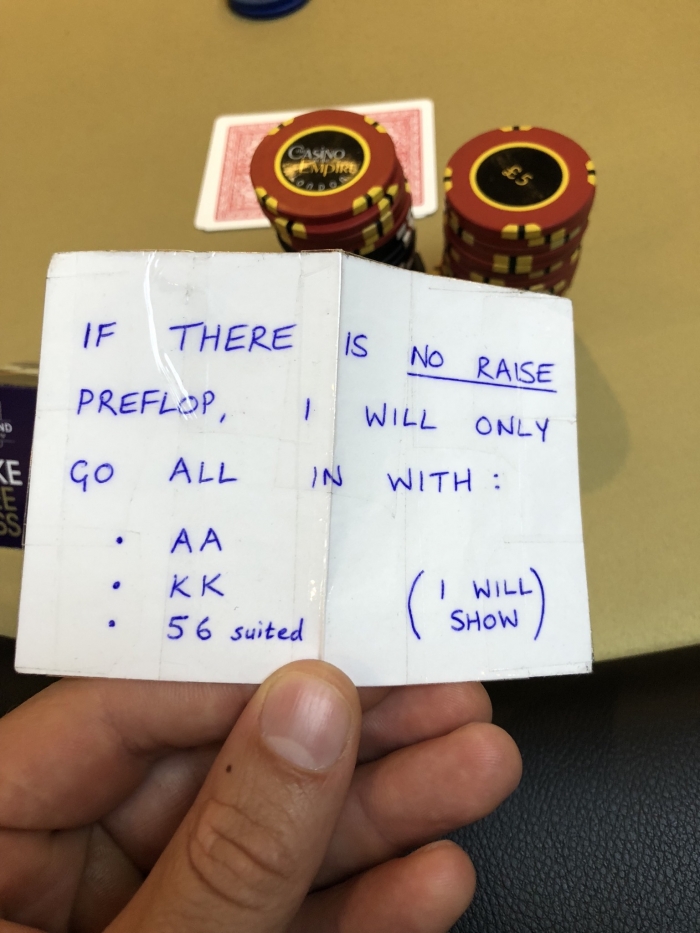 CASINO
EMPIRE
LONDON
£5
IF THERE IS NO RAISE
PREFLOP, I WILL ONLY
GO ALL IN WITH:
• AA
• KK
• 56 suited
(I WILL
SHOW)